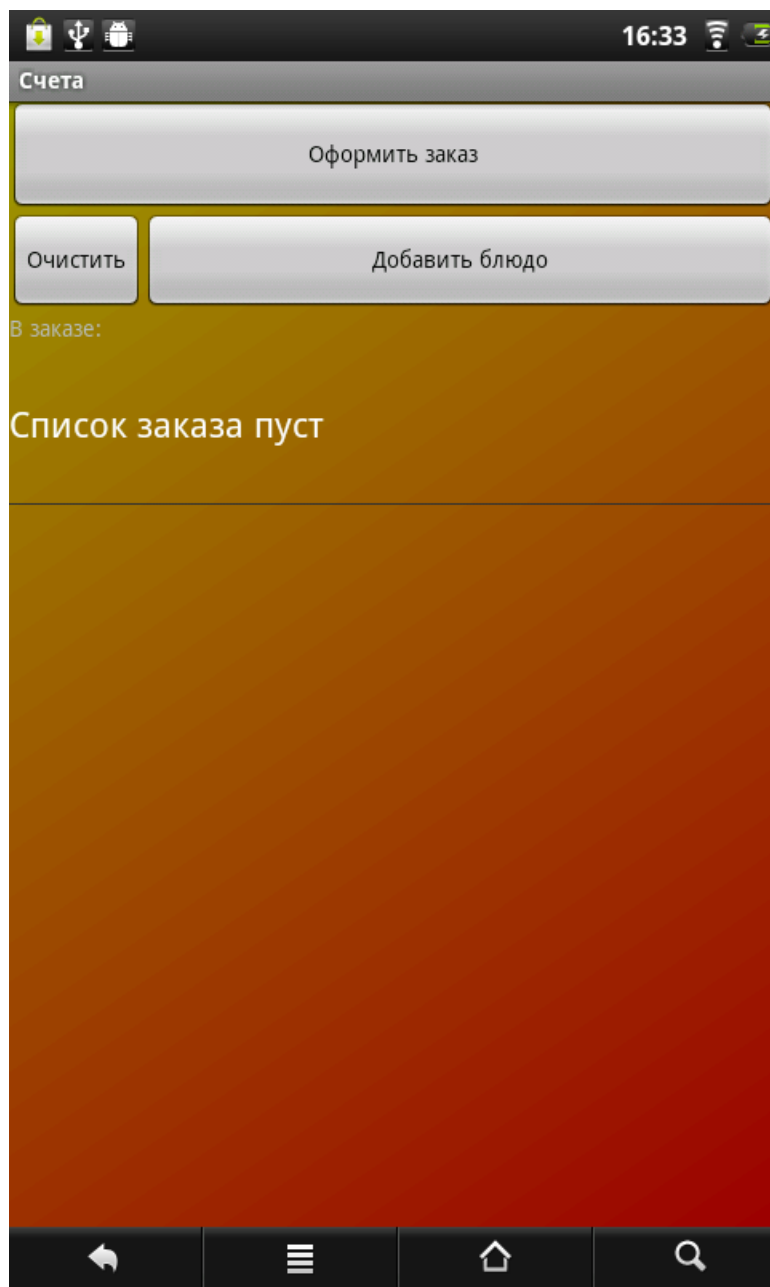 16:33
Счета
Оформить заказ
Очистить Добавить блюдо
В заказе:
Список заказа пуст